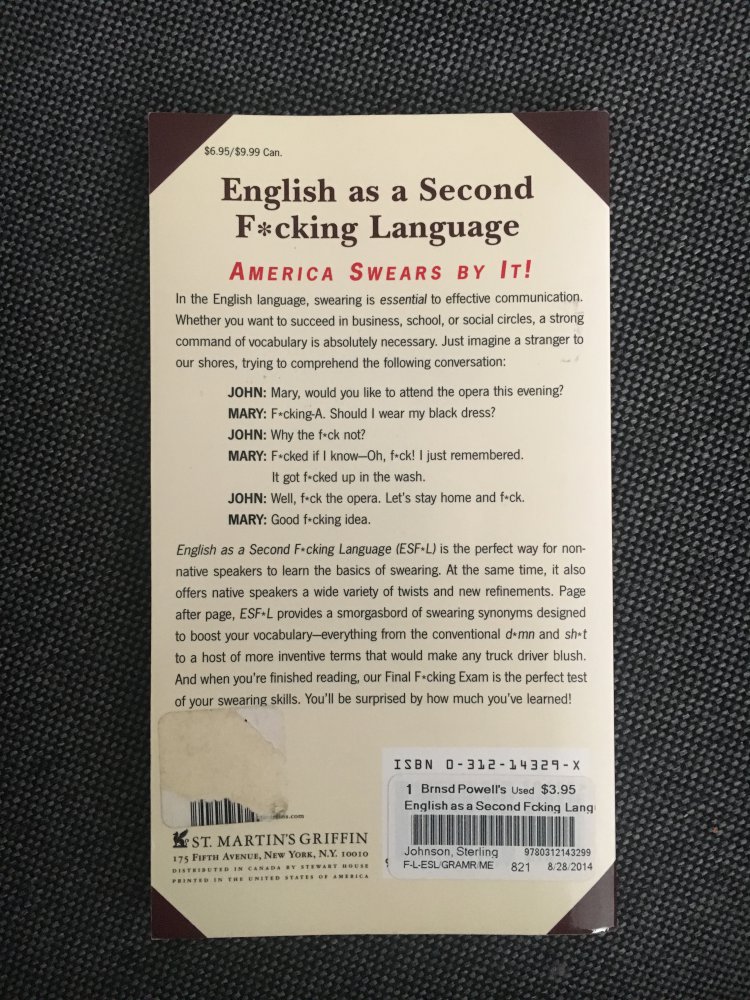 $6.95/$9.99 Can.
English as a Second
F*cking Language
AMERICA SWEARS BY IT!
In the English language, swearing is essential to effective communication.
Whether you want to succeed in business, school, or social circles, a strong
command of vocabulary is absolutely necessary. Just imagine a stranger to
our shores, trying to comprehend the following conversation:
JOHN: Mary, would you like to attend the opera this evening?
MARY: F*cking-A. Should I wear my black dress?
JOHN: Why the f*ck not?
MARY: F*cked if I know—Oh, f*ck! I just remembered.
It got f*cked up in the wash.
JOHN: Well, f*ck the opera. Let's stay home and f*ck.
MARY: Good f*cking idea.
English as a Second F*cking Language (ESF*L) is the perfect way for non-
native speakers to learn the basics of swearing. At the same time, it also
offers native speakers a wide variety of twists and new refinements. Page
after page, ESF*L provides a smorgasbord of swearing synonyms designed
to boost your vocabulary—everything from the conventional d*mn and sh*t
to a host of more inventive terms that would make any truck driver blush.
And when you're finished reading, our Final F*cking Exam is the perfect test
of your swearing skills. You'll be surprised by how much you've learned!
ISBN 0-312-14329-X
1 Brnsd Powell's Used $3.95
English as a Second Fcking Lang
Johnson, Sterling 9780312143299
F-L-ESL/GRAMR/ME 821 8/28/2014
ST. MARTIN'S GRIFFIN
175 FIFTH AVENUE, NEW YORK, N.Y. 10010
DISTRIBUTED IN CANADA BY STEWART HOUSE
PRINTED IN THE UNITED STATES OF AMERICA